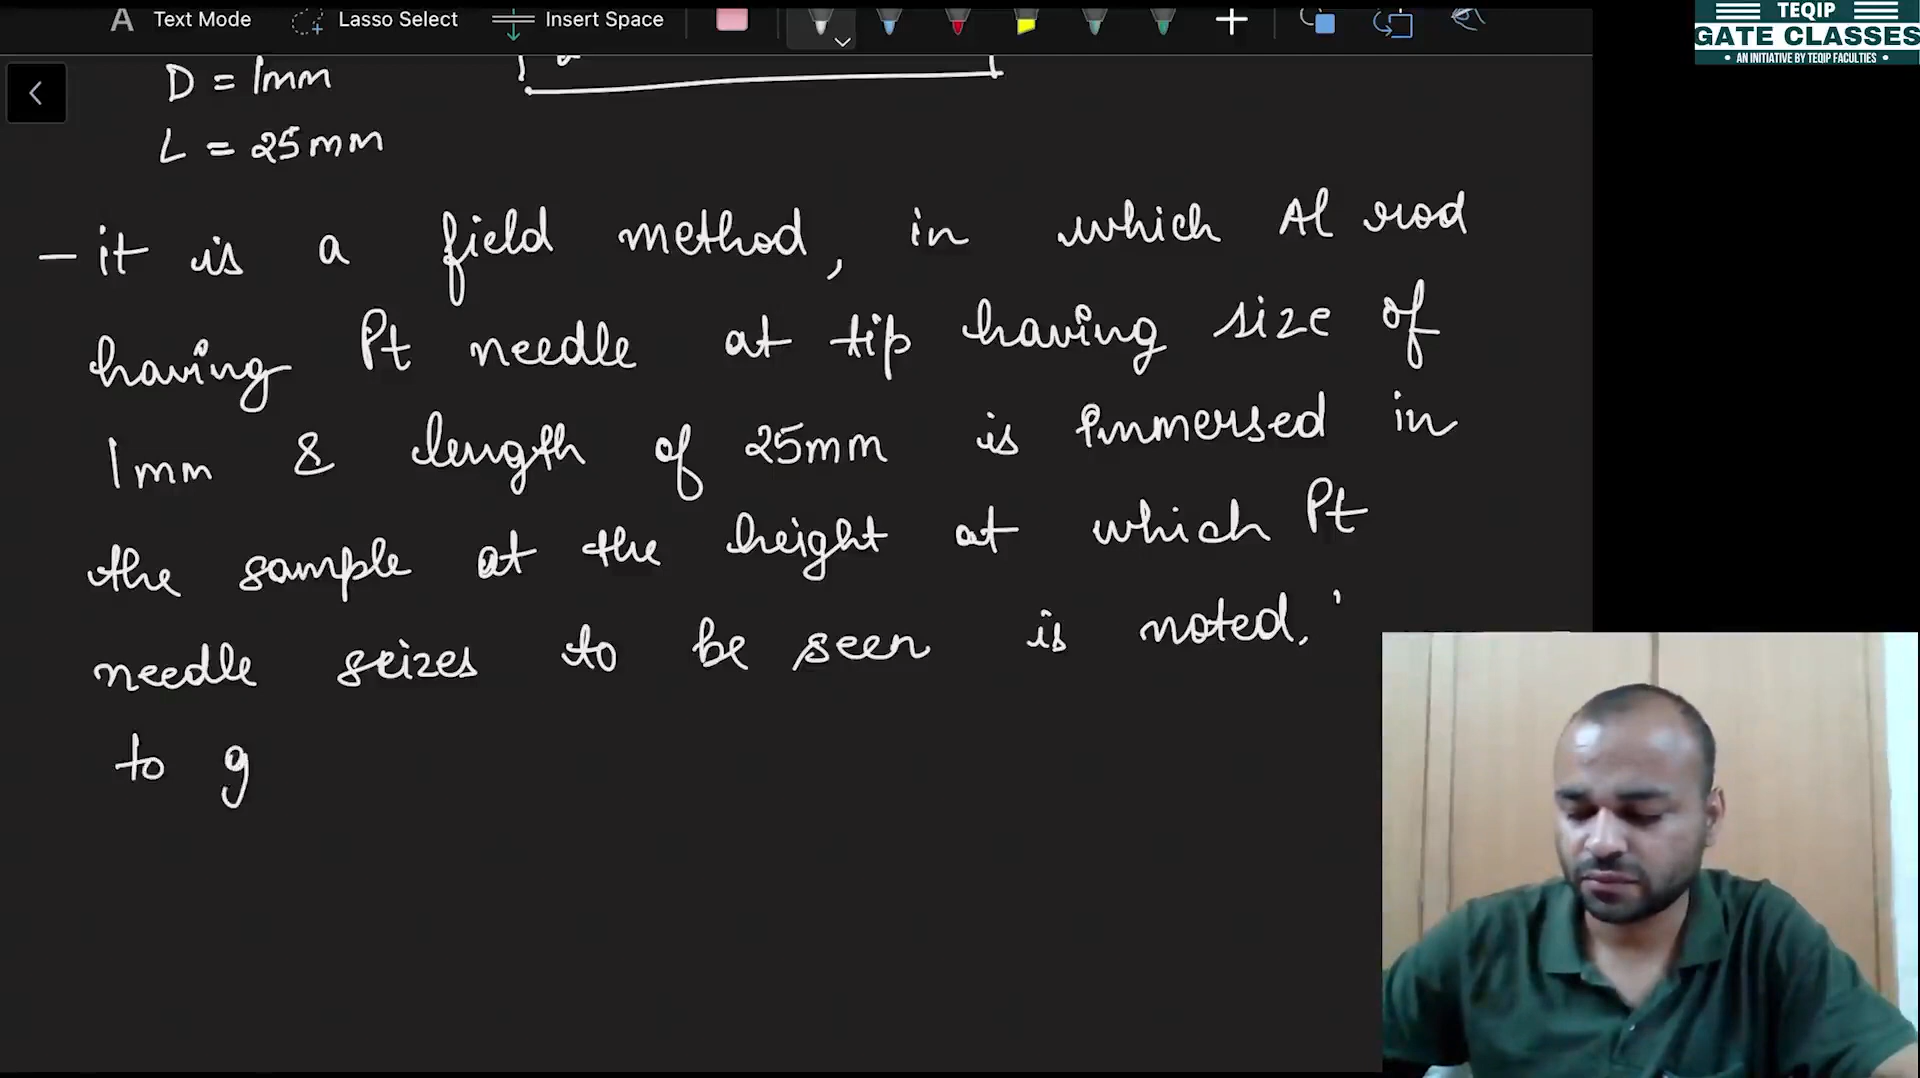 Text Mode Lasso Select Insert Space
TEQIP
GATE CLASSES
• AN INITIATIVE BY TEQIP FACULTIES •
D = 1mm
L = 25mm
- it is a field method, in which Al rod
having Pt needle at tip having size of
1mm & length of 25mm is immersed in
the sample at the height at which Pt
needle seizes to be seen is noted.
to g